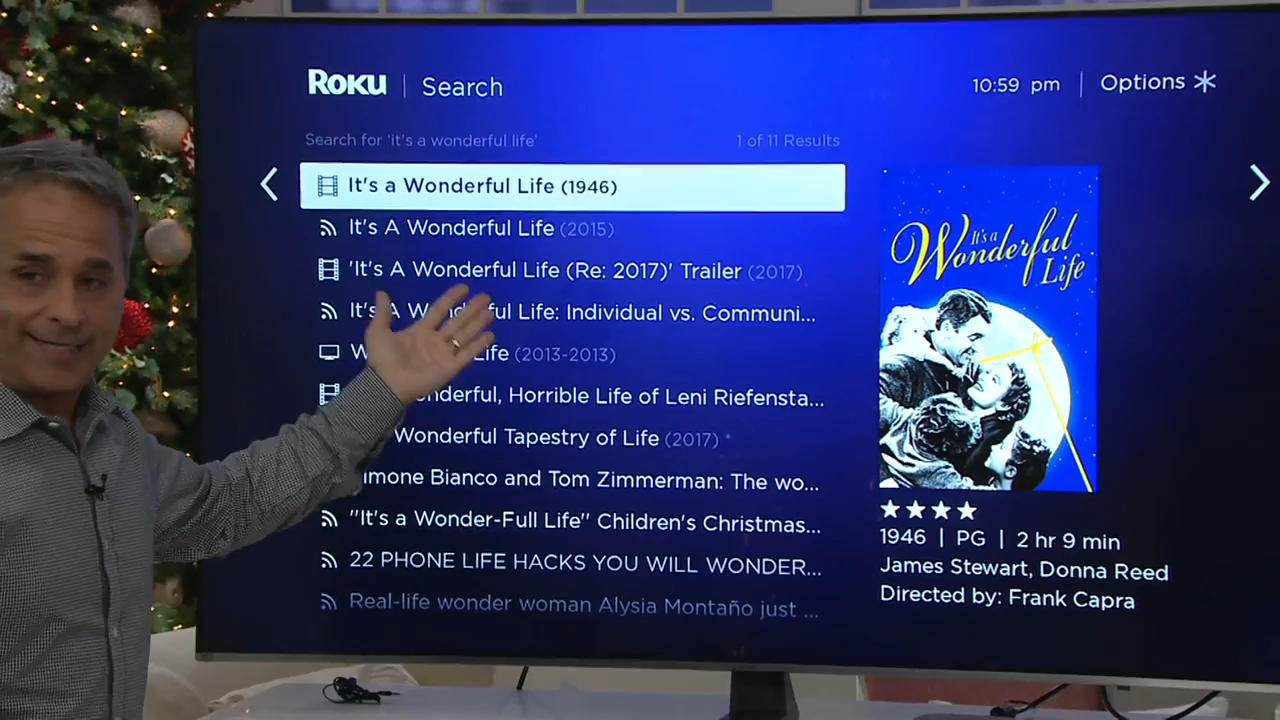 Roku | Search
10:59 pm | Options
Search for 'it's a wonderful life' 1 of 11 Results
It's a Wonderful Life (1946)
It's A Wonderful Life (2015)
'It's A Wonderful Life (Re: 2017)' Trailer (2017)
It's A ful Life: Individual vs. Communi...
Life (2013-2013)
Horrible Life of Leni Riefensta...
Wonderful Tapestry of Life (2017)
Bianco and Tom Zimmerman: The wo...
"It's a Wonder-Full Life" Children's Christmas...
22 PHONE LIFE HACKS YOU WILL WONDER...
Real-life wonder woman Alysia Montaño just ...
It's a
Wonderful
Life
1946 | PG | 2 hr 9 min
James Stewart, Donna Reed
Directed by: Frank Capra